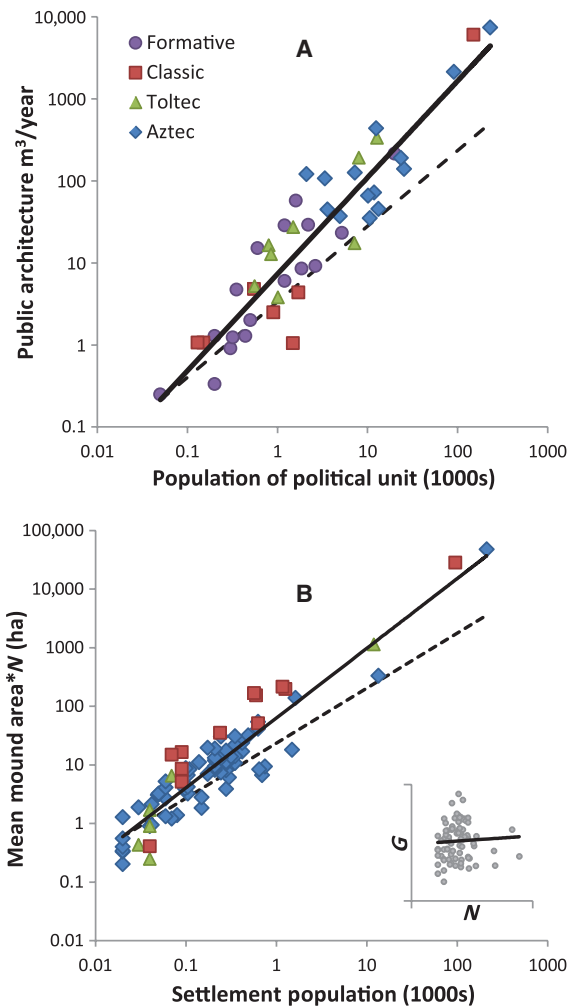 10,000
1000
100
10
1
0.1
Public architecture m³/year
Formative
Classic
Toltec
Aztec
A
0.01
0.1
1
10
100
1000
Population of political unit (1000s)
100,000
10,000
1000
100
10
1
0.1
0.01
Mean mound area*N (ha)
B
G
N
0.01
0.1
1
10
100
1000
Settlement population (1000s)